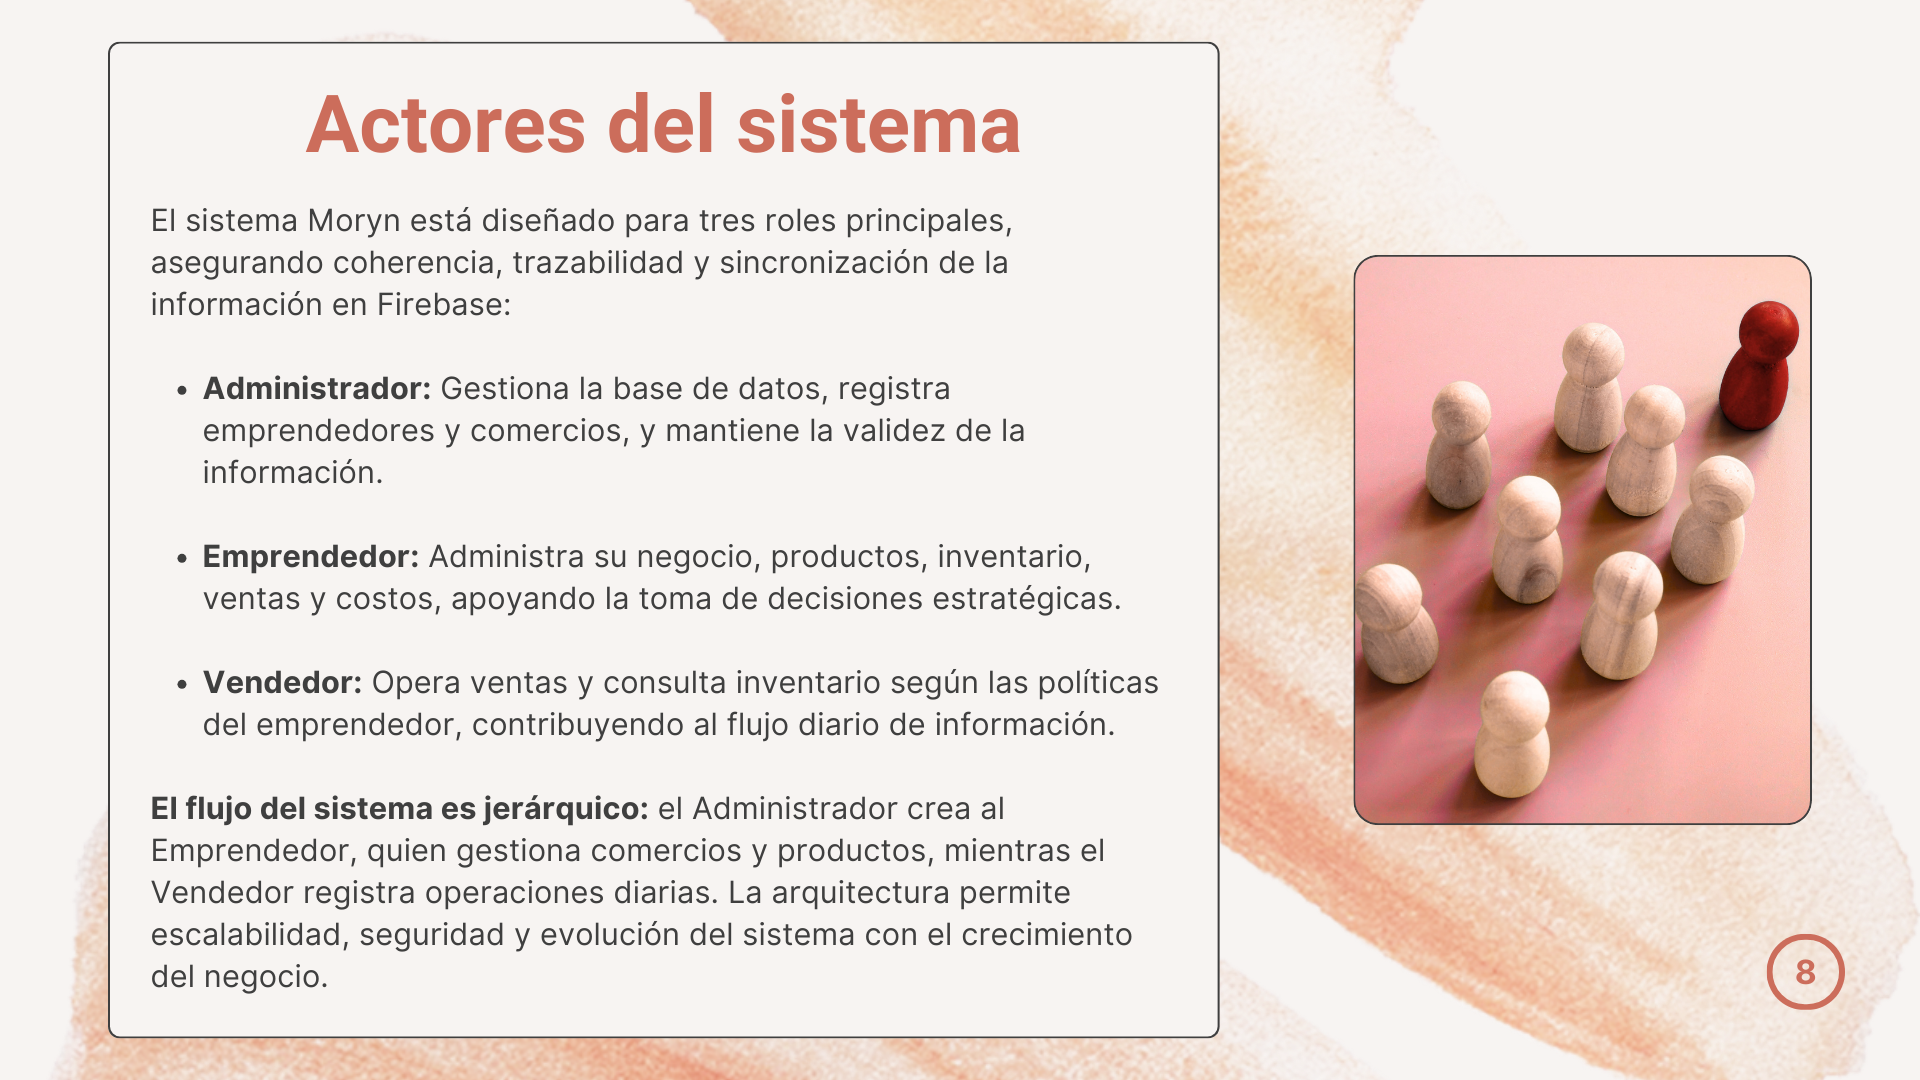 Actores del sistema
El sistema Moryn está diseñado para tres roles principales,
asegurando coherencia, trazabilidad y sincronización de la
información en Firebase:
• Administrador: Gestiona la base de datos, registra
emprendedores y comercios, y mantiene la validez de la
información.
• Emprendedor: Administra su negocio, productos, inventario,
ventas y costos, apoyando la toma de decisiones estratégicas.
• Vendedor: Opera ventas y consulta inventario según las políticas
del emprendedor, contribuyendo al flujo diario de información.
El flujo del sistema es jerárquico: el Administrador crea al
Emprendedor, quien gestiona comercios y productos, mientras el
Vendedor registra operaciones diarias. La arquitectura permite
escalabilidad, seguridad y evolución del sistema con el crecimiento
del negocio.
8